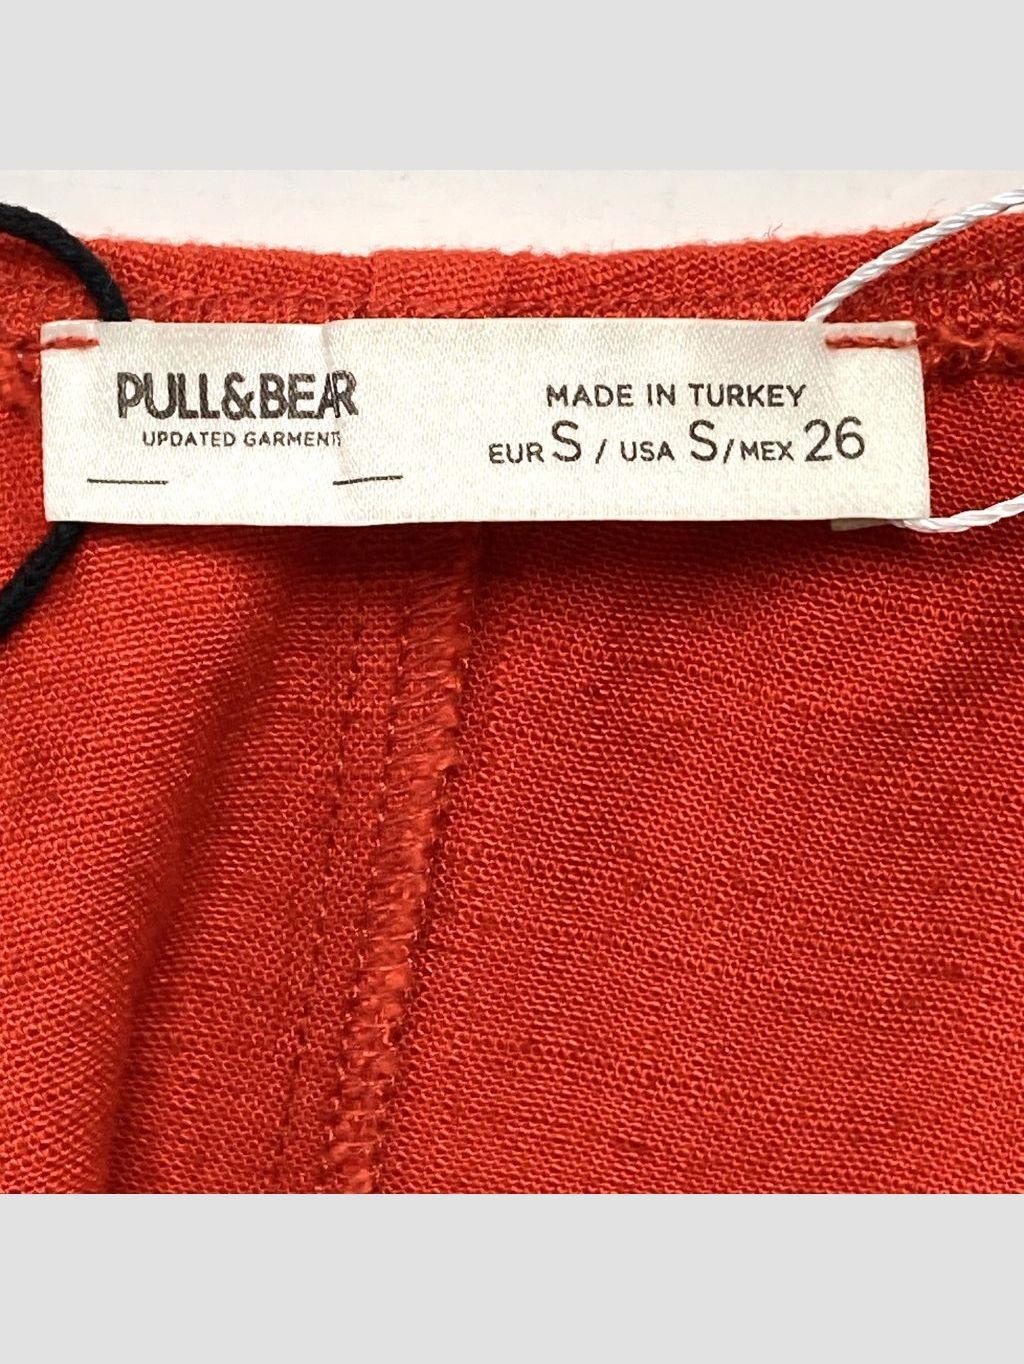 PULL&BEAR
UPDATED GARMENTS
MADE IN TURKEY
EUR S / USA S/MEX 26